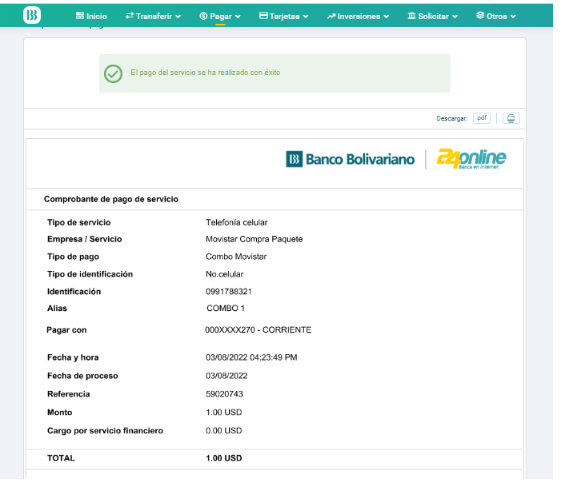 Inicio Transferir Pagar Tarjetas Inversiones Solicitar Otros
El pago del servicio se ha realizado con éxito
Descargar: pdf
Banco Bolivariano 24online
Banca en Internet
Comprobante de pago de servicio
Tipo de servicio Telefonía celular
Empresa / Servicio Movistar Compra Paquete
Tipo de pago Combo Movistar
Tipo de identificación No.celular
Identificación 0991788321
Alias COMBO 1
Pagar con 000XXXX270 - CORRIENTE
Fecha y hora 03/08/2022 04:23:49 PM
Fecha de proceso 03/08/2022
Referencia 59020743
Monto 1.00 USD
Cargo por servicio financiero 0.00 USD
TOTAL 1.00 USD